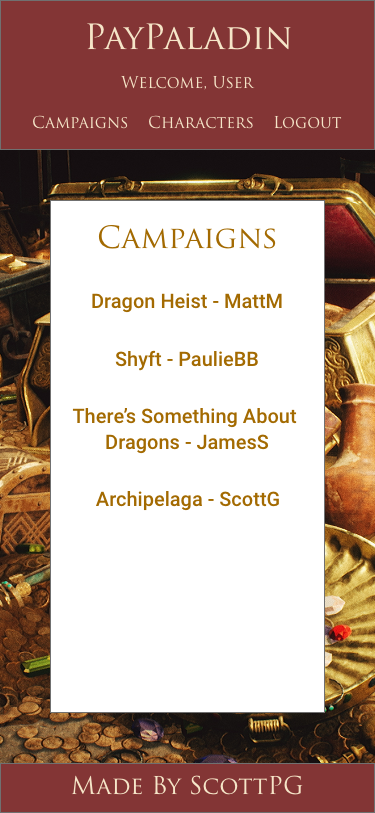 PayPaladin
Welcome, User
Campaigns Characters Logout
Campaigns
Dragon Heist - MattM
Shyft - PaulieBB
There’s Something About
Dragons - JamesS
Archipelaga - ScottG
Made By ScottPG